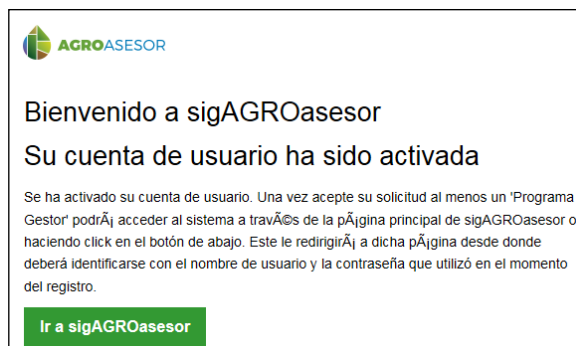 AGROASESOR
Bienvenido a sigAGROasesor
Su cuenta de usuario ha sido activada
Se ha activado su cuenta de usuario. Una vez acepte su solicitud al menos un 'Programa
Gestor' podrÃ¡ acceder al sistema a travÃ©s de la pÃ¡gina principal de sigAGROasesor o
haciendo click en el botón de abajo. Este le redirigirÃ¡ a dicha pÃ¡gina desde donde
deberá identificarse con el nombre de usuario y la contraseña que utilizó en el momento
del registro.
Ir a sigAGROasesor